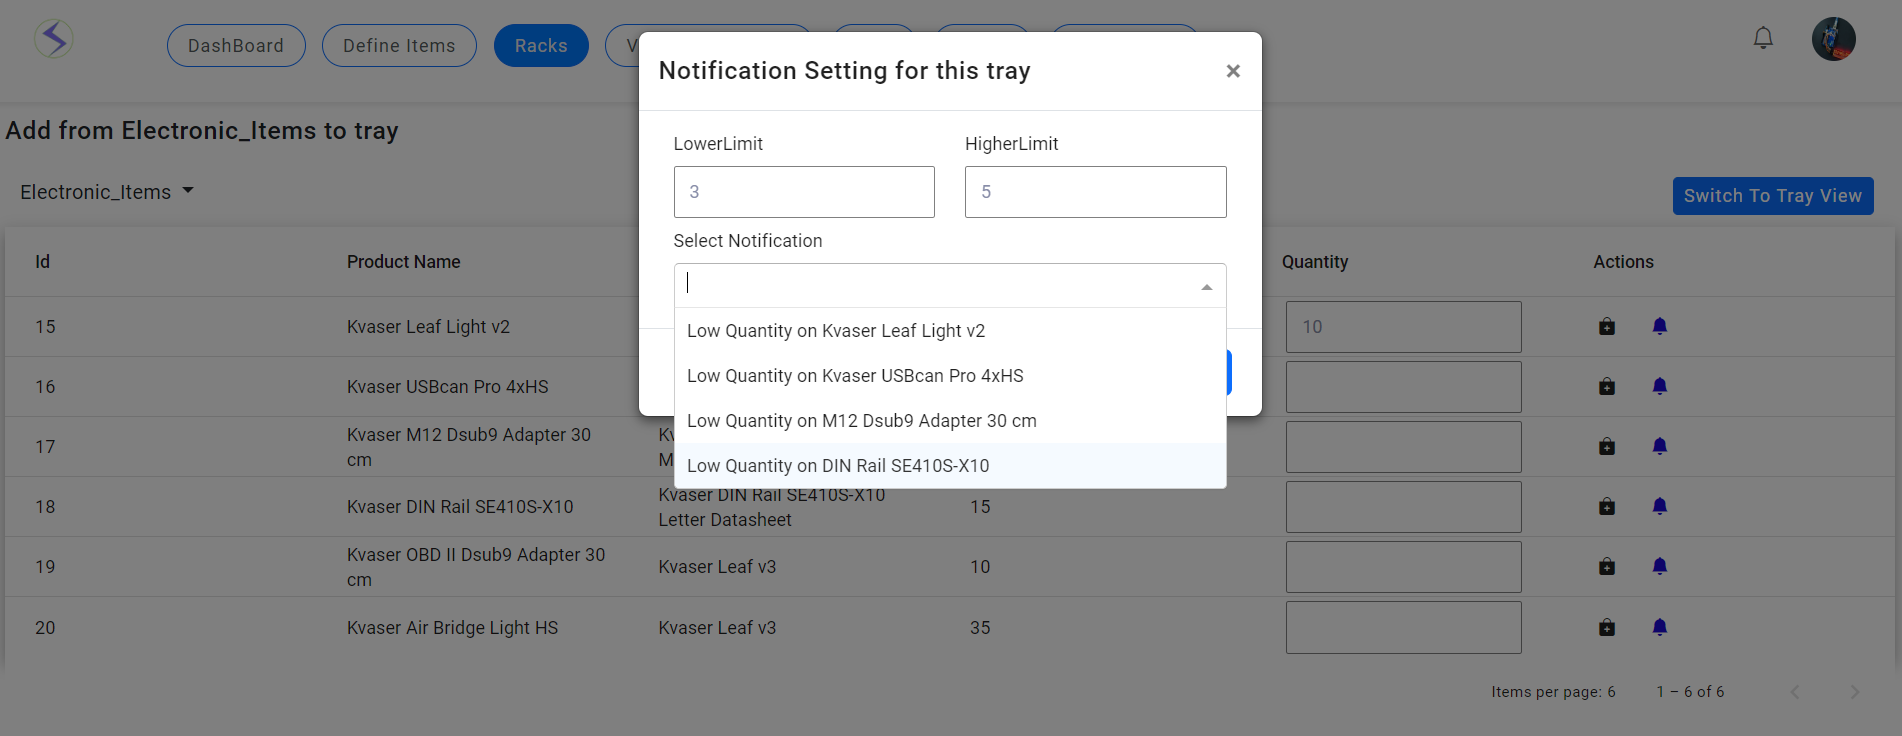 DashBoard
Define Items
Racks
V
Notification Setting for this tray
×
Add from Electronic_Items to tray
LowerLimit
HigherLimit
3
5
Electronic_Items
Switch To Tray View
Select Notification
Id
Product Name
Quantity
Actions
Low Quantity on Kvaser Leaf Light v2
Low Quantity on Kvaser USBcan Pro 4xHS
Low Quantity on M12 Dsub9 Adapter 30 cm
Low Quantity on DIN Rail SE410S-X10
15
Kvaser Leaf Light v2
10
16
Kvaser USBcan Pro 4xHS
17
Kvaser M12 Dsub9 Adapter 30
cm
18
Kvaser DIN Rail SE410S-X10
Kvaser DIN Rail SE410S-X10
Letter Datasheet
15
19
Kvaser OBD II Dsub9 Adapter 30
cm
Kvaser Leaf v3
10
20
Kvaser Air Bridge Light HS
Kvaser Leaf v3
35
Items per page: 6
1 – 6 of 6